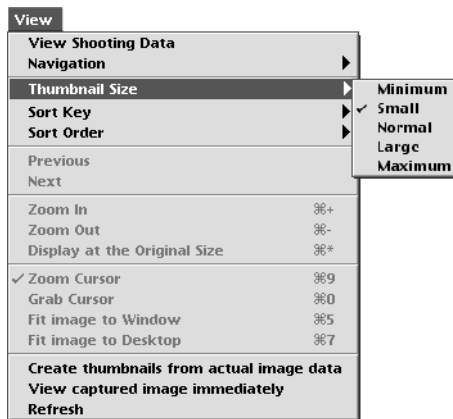 View
View Shooting Data
Navigation
Thumbnail Size
Sort Key
Sort Order
Previous
Next
Zoom In ⌘+
Zoom Out ⌘-
Display at the Original Size ⌘*
✓ Zoom Cursor ⌘9
Grab Cursor ⌘0
Fit image to Window ⌘5
Fit image to Desktop ⌘7
Create thumbnails from actual image data
View captured image immediately
Refresh
Minimum
✓ Small
Normal
Large
Maximum